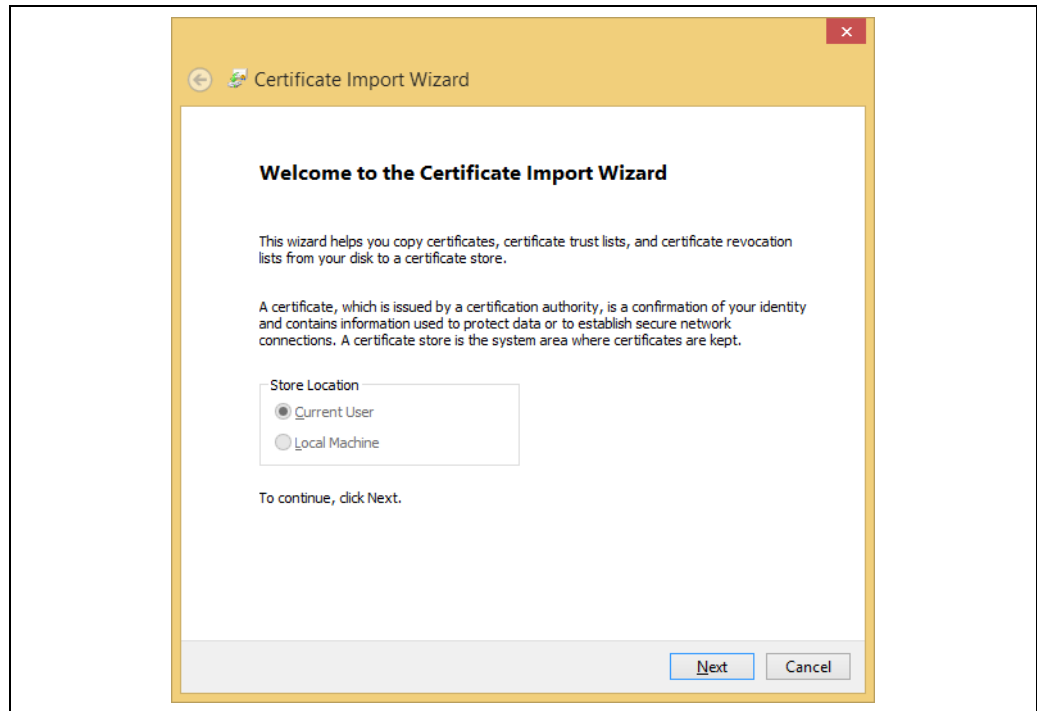 Certificate Import Wizard
Welcome to the Certificate Import Wizard
This wizard helps you copy certificates, certificate trust lists, and certificate revocation
lists from your disk to a certificate store.
A certificate, which is issued by a certification authority, is a confirmation of your identity
and contains information used to protect data or to establish secure network
connections. A certificate store is the system area where certificates are kept.
Store Location
Current User
Local Machine
To continue, click Next.
Next Cancel